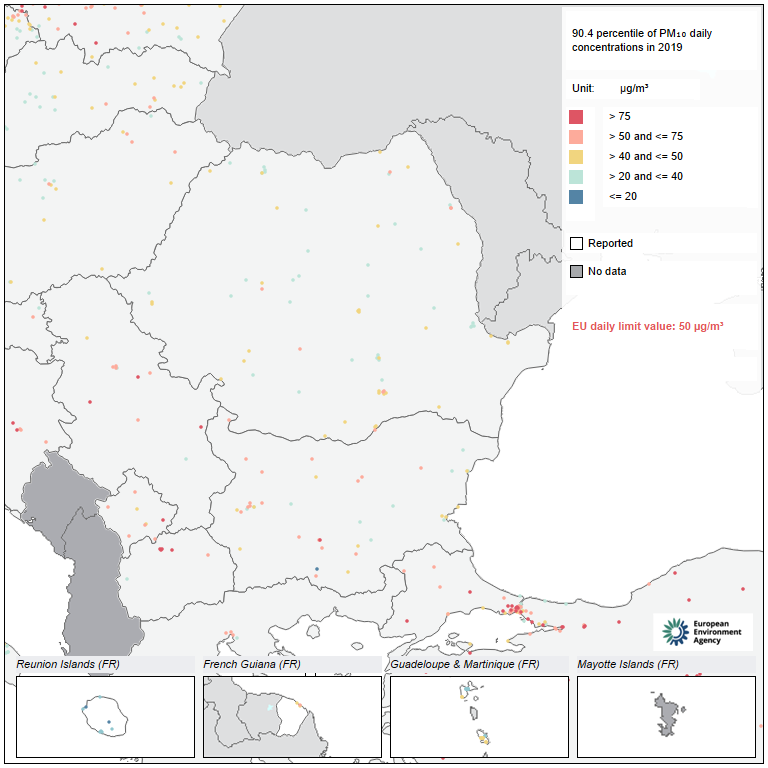 90.4 percentile of PM₁₀ daily
concentrations in 2019
Unit: µg/m³
> 75
> 50 and <= 75
> 40 and <= 50
> 20 and <= 40
<= 20
Reported
No data
EU daily limit value: 50 µg/m³
European
Environment
Agency
Reunion Islands (FR)
French Guiana (FR)
Guadeloupe & Martinique (FR)
Mayotte Islands (FR)